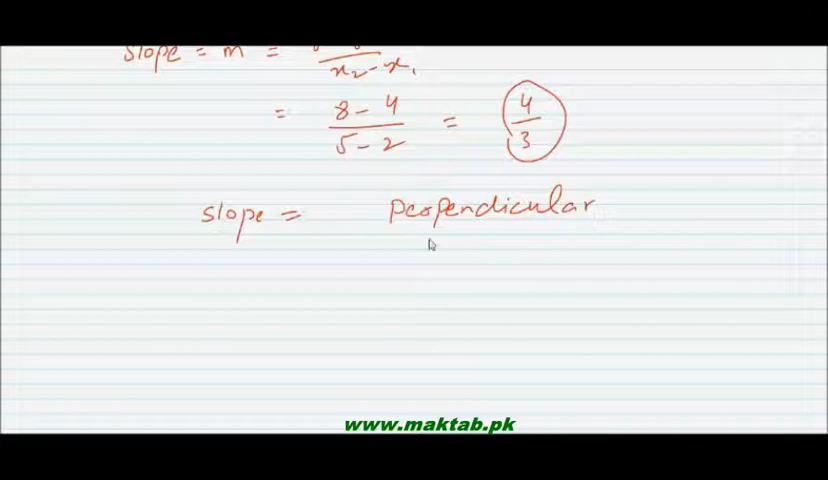 slope = m =
x₂ - x₁
= 8 - 4 / 5 - 2 = 4 / 3
slope = perpendicular
www.maktab.pk